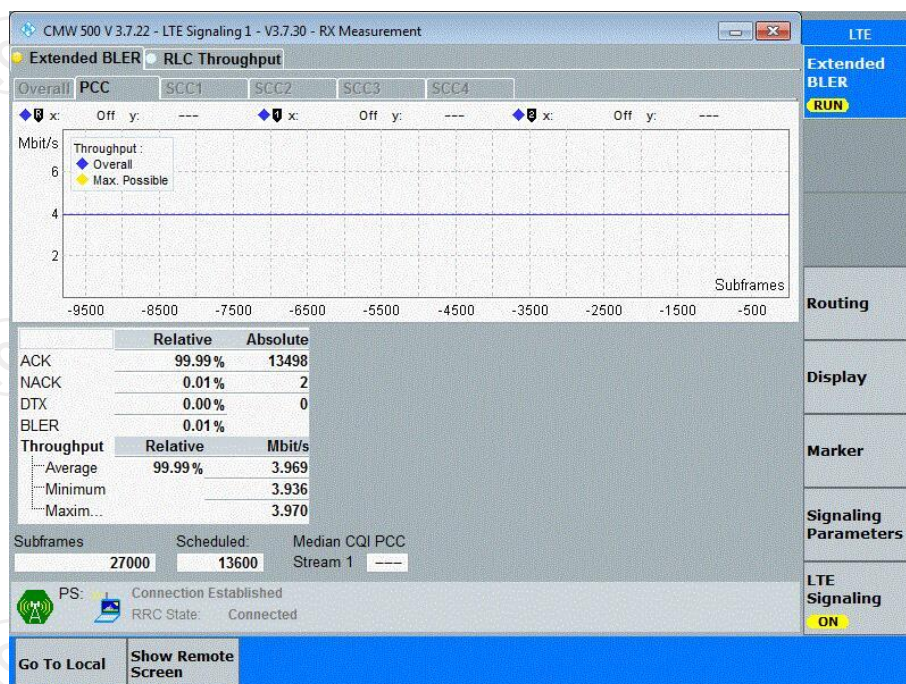 CMW 500 V 3.7.22 - LTE Signaling 1 - V3.7.30 - RX Measurement
LTE
Extended BLER RLC Throughput
Extended BLER
RUN
Overall PCC SCC1 SCC2 SCC3 SCC4
R x: Off y: --- 1 x: Off y: --- 2 x: Off y: ---
Mbit/s
Throughput :
Overall
Max. Possible
6
4
2
Subframes
-9500 -8500 -7500 -6500 -5500 -4500 -3500 -2500 -1500 -500
Routing
Relative Absolute
ACK 99.99 % 13498
NACK 0.01 % 2
DTX 0.00 % 0
BLER 0.01 %
Display
Throughput Relative Mbit/s
Average 99.99 % 3.969
Minimum 3.936
Maxim... 3.970
Marker
Subframes Scheduled: Median CQI PCC
27000 13600 Stream 1 ---
Signaling
Parameters
PS: Connection Established
RRC State: Connected
LTE
Signaling
ON
Go To Local
Show Remote
Screen